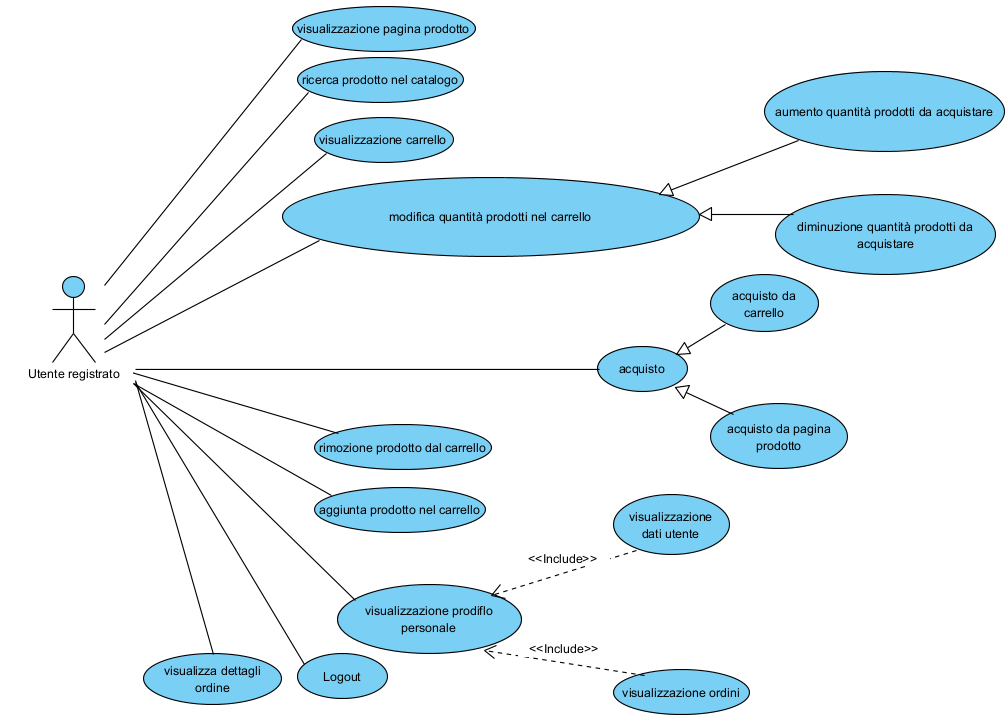 visualizzazione pagina prodotto
ricerca prodotto nel catalogo
visualizzazione carrello
aumento quantità prodotti da acquistare
modifica quantità prodotti nel carrello
diminuzione quantità prodotti da
acquistare
acquisto da
carrello
Utente registrato
acquisto
acquisto da pagina
prodotto
rimozione prodotto dal carrello
aggiunta prodotto nel carrello
visualizzazione
dati utente
<<Include>>
visualizzazione prodiflo
personale
<<Include>>
visualizza dettagli
ordine
Logout
visualizzazione ordini